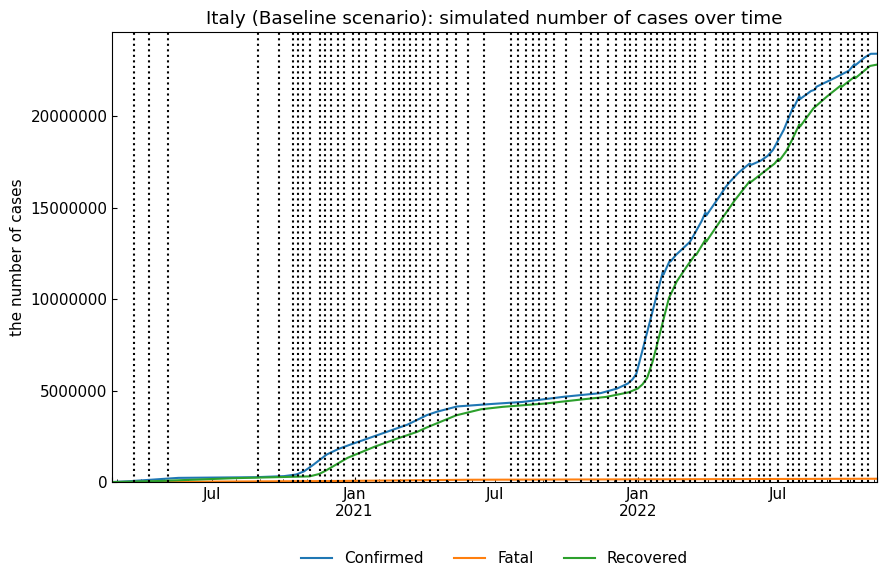 Italy (Baseline scenario): simulated number of cases over time
the number of cases
20000000
15000000
10000000
5000000
0
Jul
Jan
2021
Jul
Jan
2022
Jul
Confirmed
Fatal
Recovered